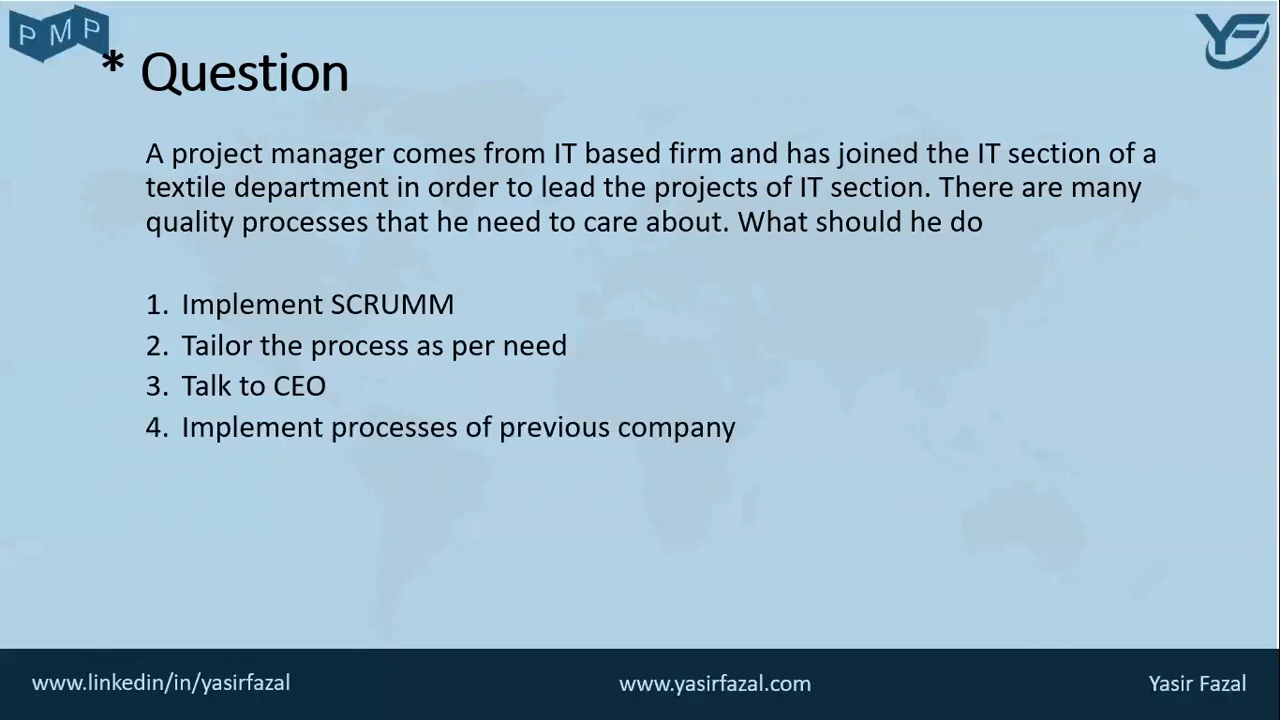 PMP
YF
* Question
A project manager comes from IT based firm and has joined the IT section of a
textile department in order to lead the projects of IT section. There are many
quality processes that he need to care about. What should he do
1. Implement SCRUMM
2. Tailor the process as per need
3. Talk to CEO
4. Implement processes of previous company
www.linkedin/in/yasirfazal
www.yasirfazal.com
Yasir Fazal